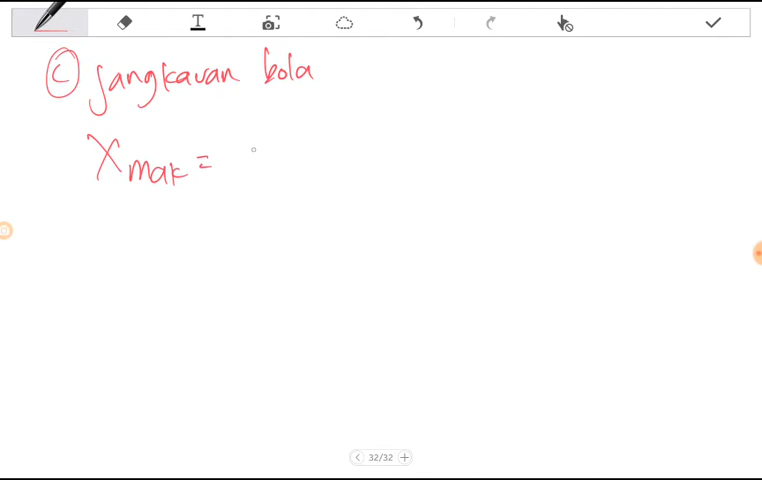 T
Ⓒ jangkauan bola
Xmak =
32/32